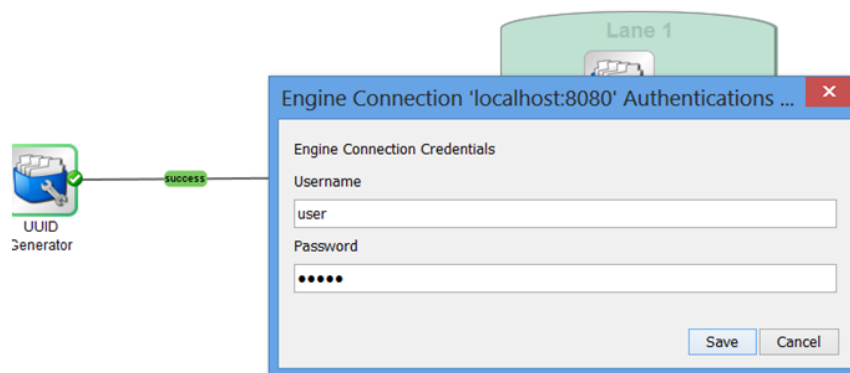 Lane 1
Engine Connection 'localhost:8080' Authentications ...
Engine Connection Credentials
Username
user
Password
•••••
success
UUID
Generator
Save
Cancel